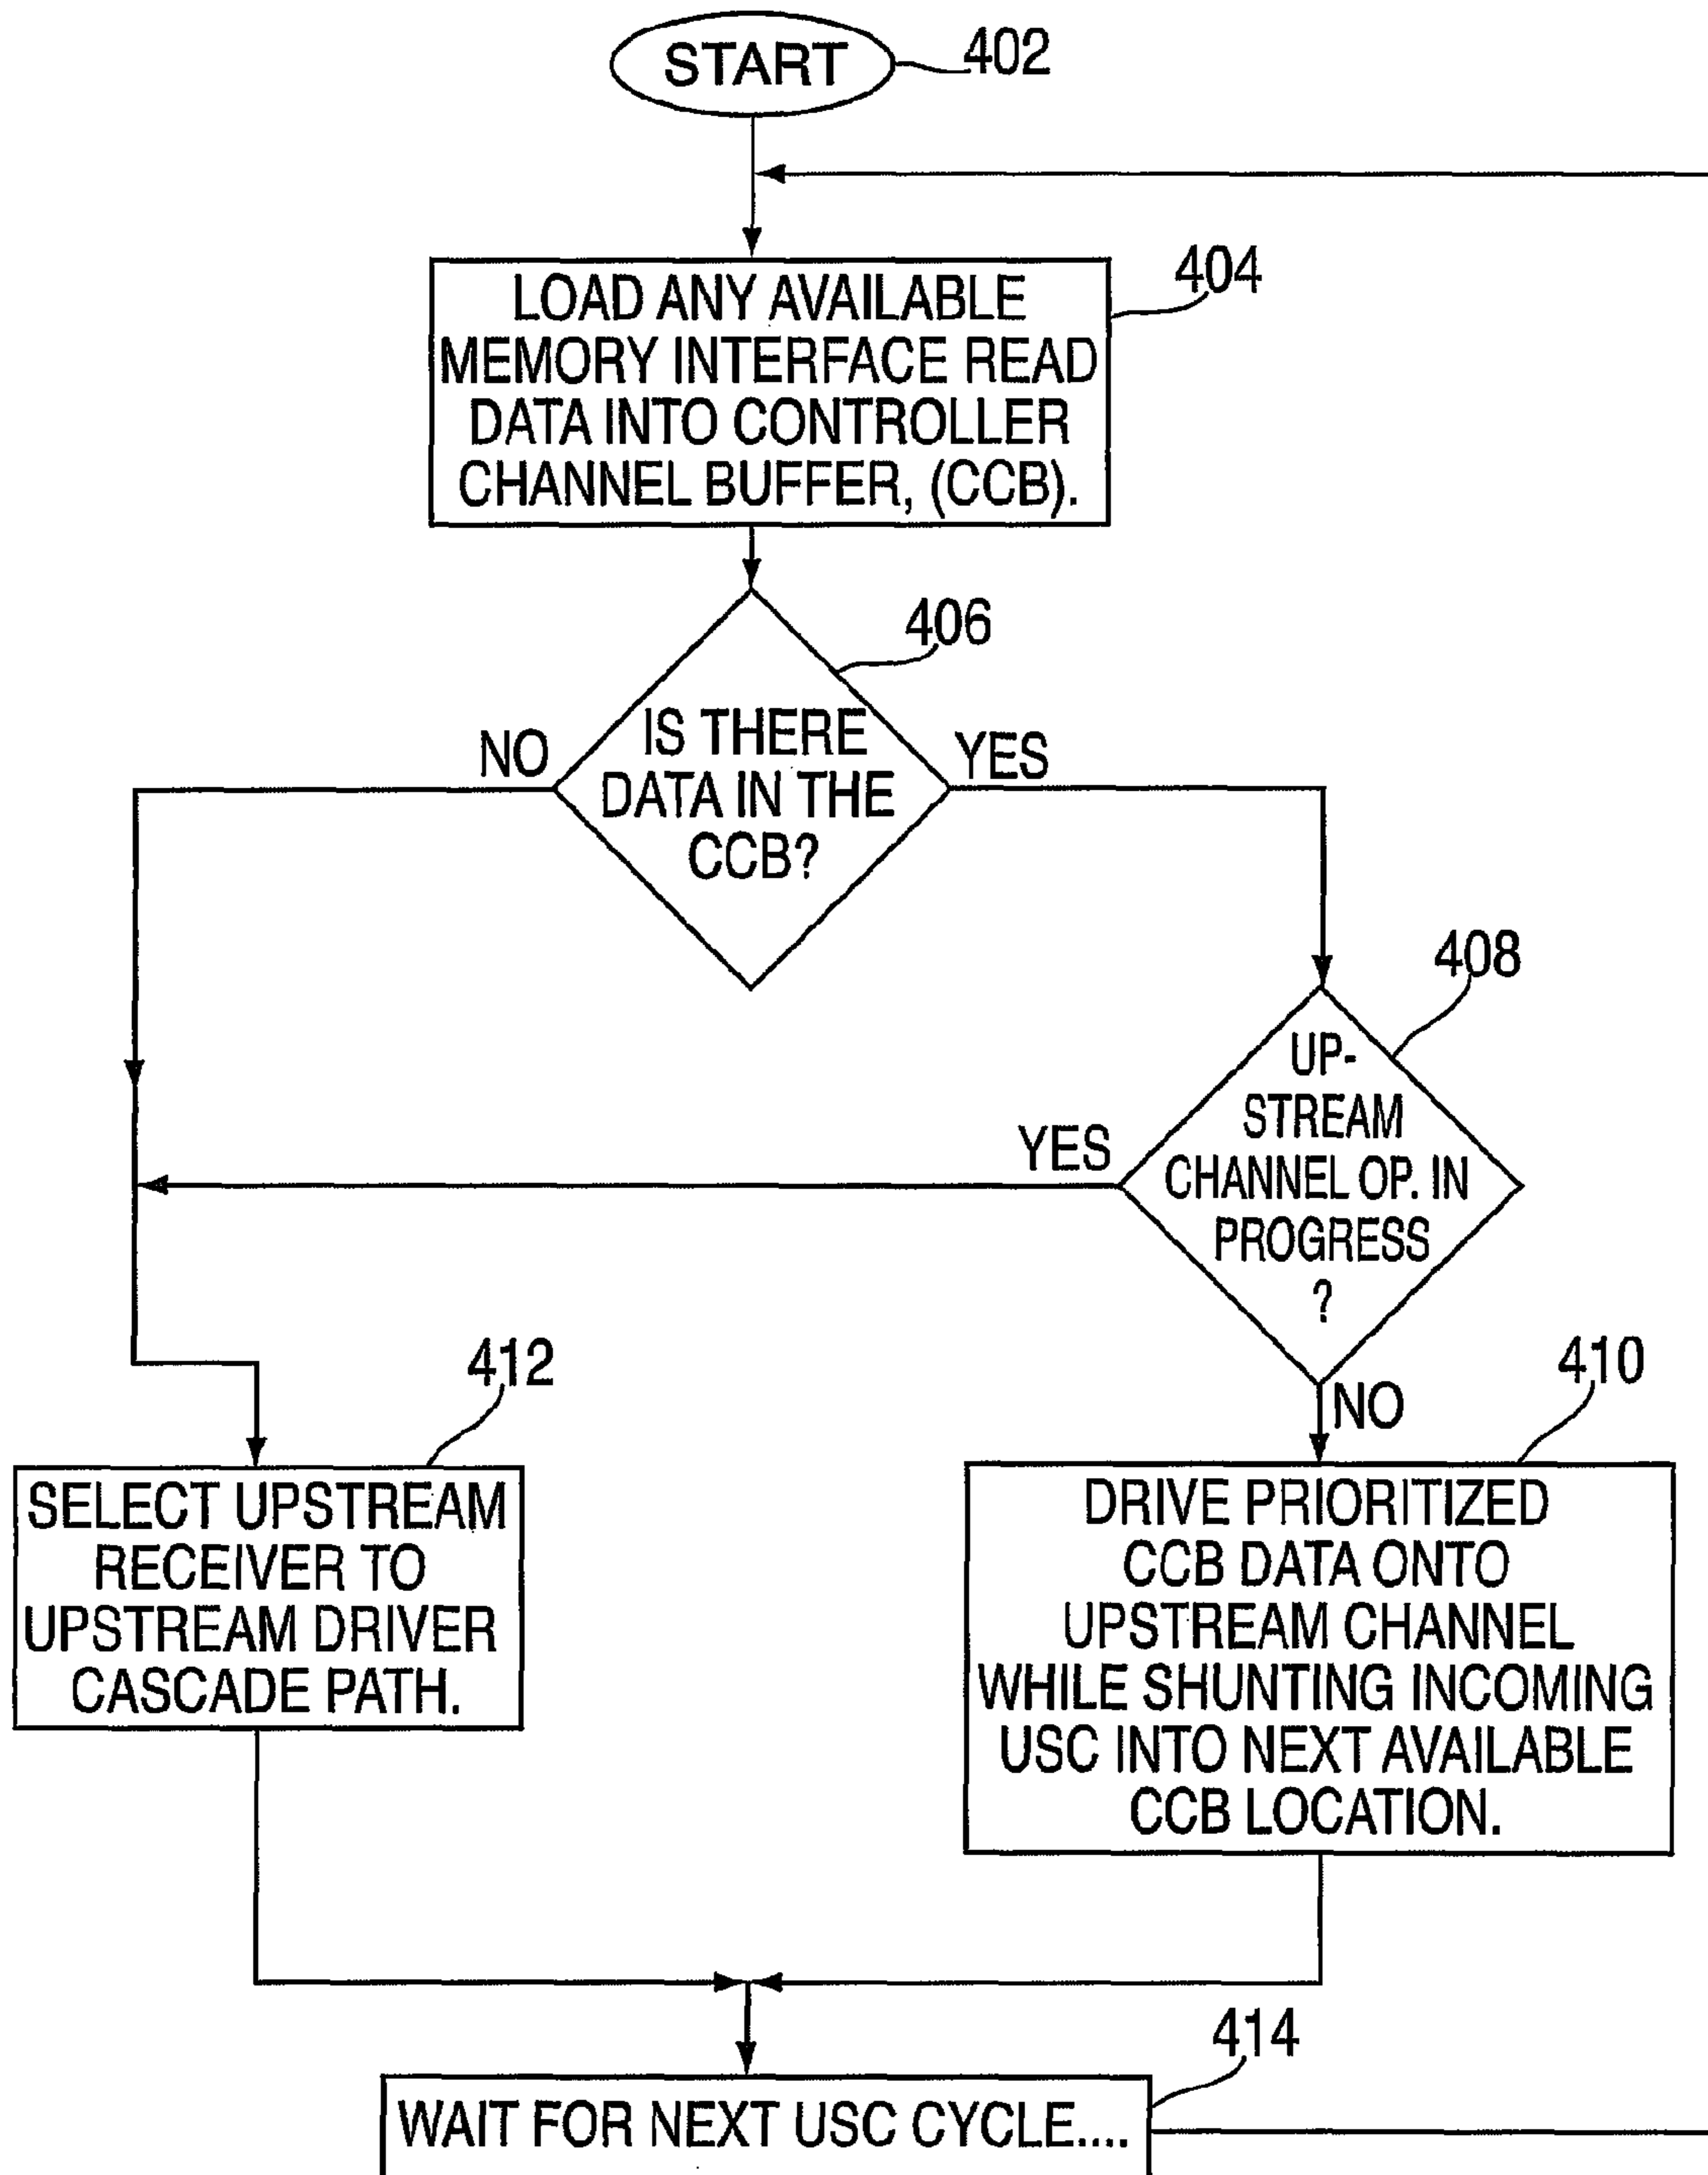 START
402
LOAD ANY AVAILABLE
MEMORY INTERFACE READ
DATA INTO CONTROLLER
CHANNEL BUFFER, (CCB).
404
406
IS THERE
DATA IN THE
CCB?
NO
YES
408
UP-
STREAM
CHANNEL OP. IN
PROGRESS
?
YES
NO
412
SELECT UPSTREAM
RECEIVER TO
UPSTREAM DRIVER
CASCADE PATH.
410
DRIVE PRIORITIZED
CCB DATA ONTO
UPSTREAM CHANNEL
WHILE SHUNTING INCOMING
USC INTO NEXT AVAILABLE
CCB LOCATION.
414
WAIT FOR NEXT USC CYCLE....